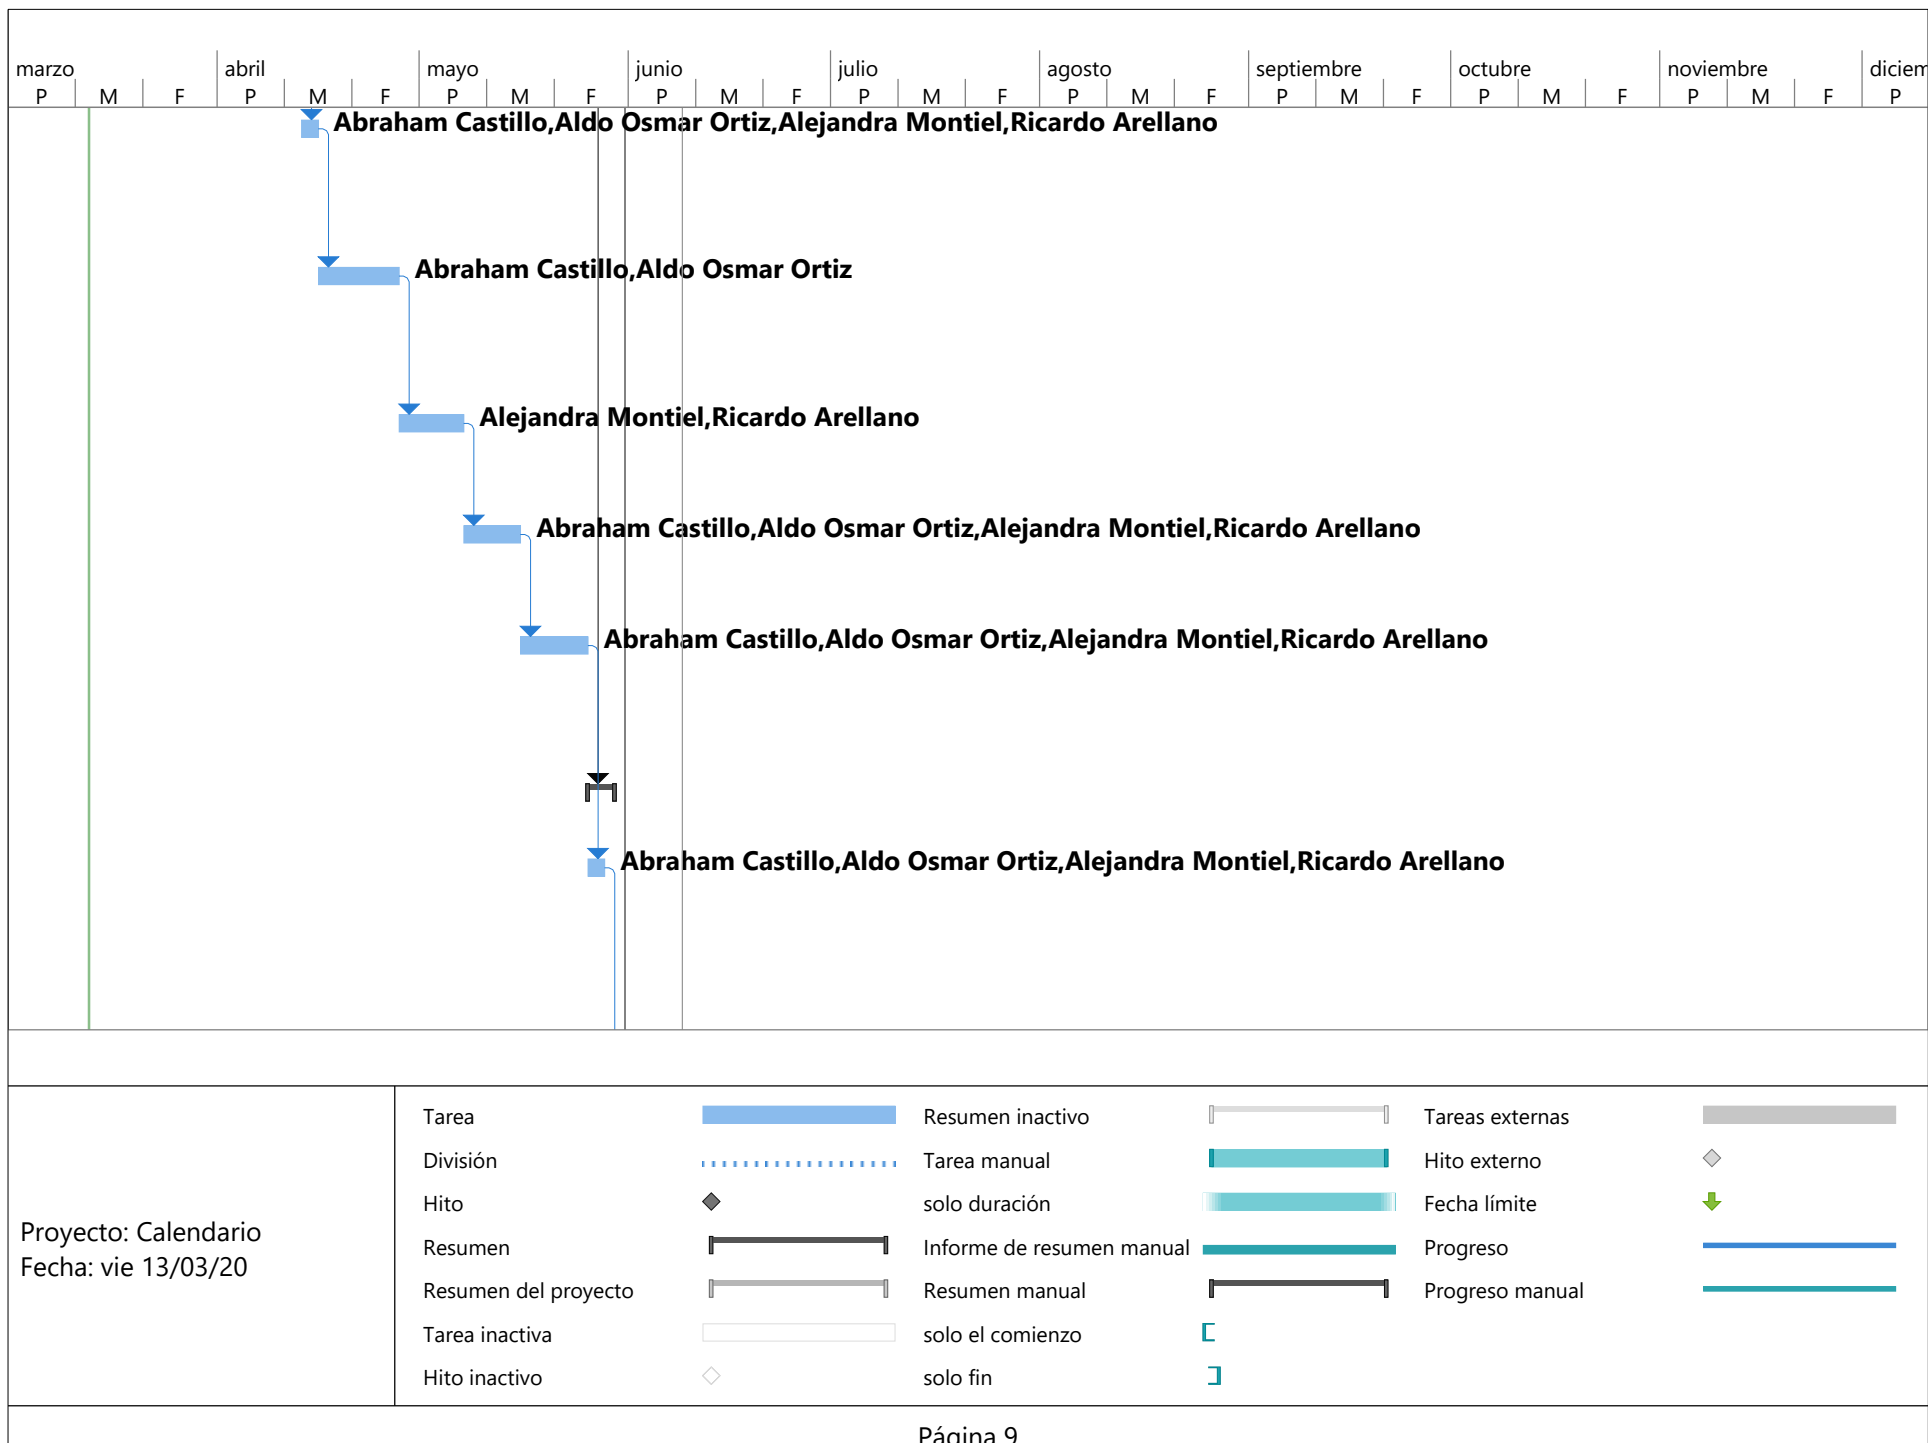 marzo abril mayo junio julio agosto septiembre octubre noviembre diciem
P M F P M F P M F P M F P M F P M F P M F P M F P M F P
Abraham Castillo,Aldo Osmar Ortiz,Alejandra Montiel,Ricardo Arellano
Abraham Castillo,Aldo Osmar Ortiz
Alejandra Montiel,Ricardo Arellano
Abraham Castillo,Aldo Osmar Ortiz,Alejandra Montiel,Ricardo Arellano
Abraham Castillo,Aldo Osmar Ortiz,Alejandra Montiel,Ricardo Arellano
Abraham Castillo,Aldo Osmar Ortiz,Alejandra Montiel,Ricardo Arellano
Proyecto: Calendario
Fecha: vie 13/03/20
Tarea
División
Hito
Resumen
Resumen del proyecto
Tarea inactiva
Hito inactivo
Resumen inactivo
Tarea manual
solo duración
Informe de resumen manual
Resumen manual
solo el comienzo
solo fin
Tareas externas
Hito externo
Fecha límite
Progreso
Progreso manual
Página 9